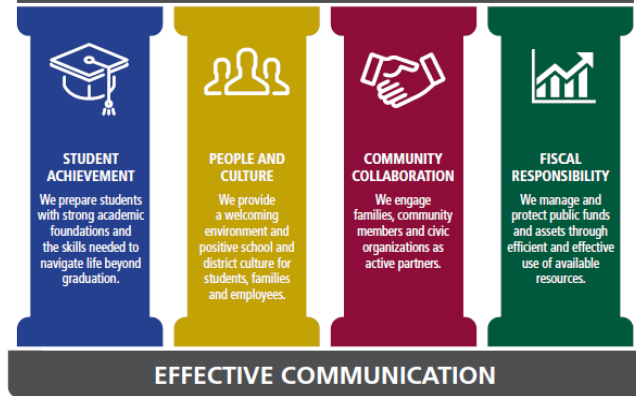 STUDENT
ACHIEVEMENT
We prepare students
with strong academic
foundations and
the skills needed to
navigate life beyond
graduation.
PEOPLE AND
CULTURE
We provide
a welcoming
environment and
positive school and
district culture for
students, families
and employees.
COMMUNITY
COLLABORATION
We engage
families, community
members and civic
organizations as
active partners.
FISCAL
RESPONSIBILITY
We manage and
protect public funds
and assets through
efficient and effective
use of available
resources.
EFFECTIVE COMMUNICATION